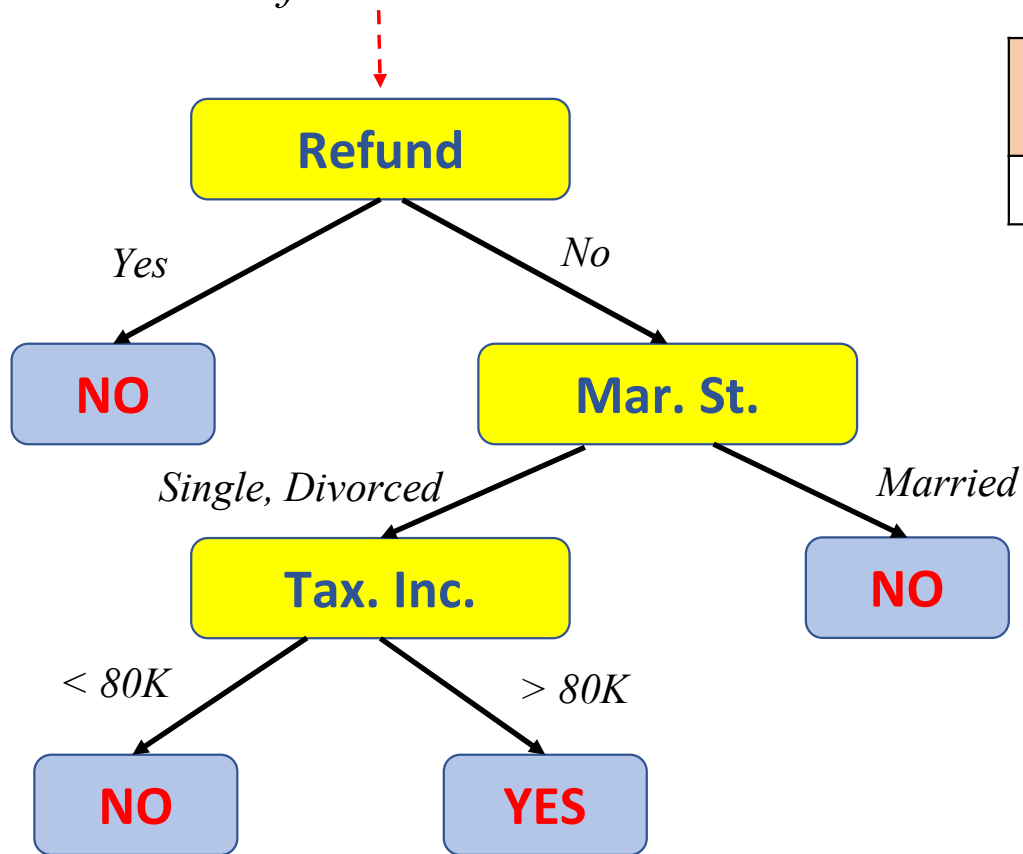 Refund
Yes
No
NO
Mar. St.
Single, Divorced
Married
Tax. Inc.
NO
< 80K
> 80K
NO
YES